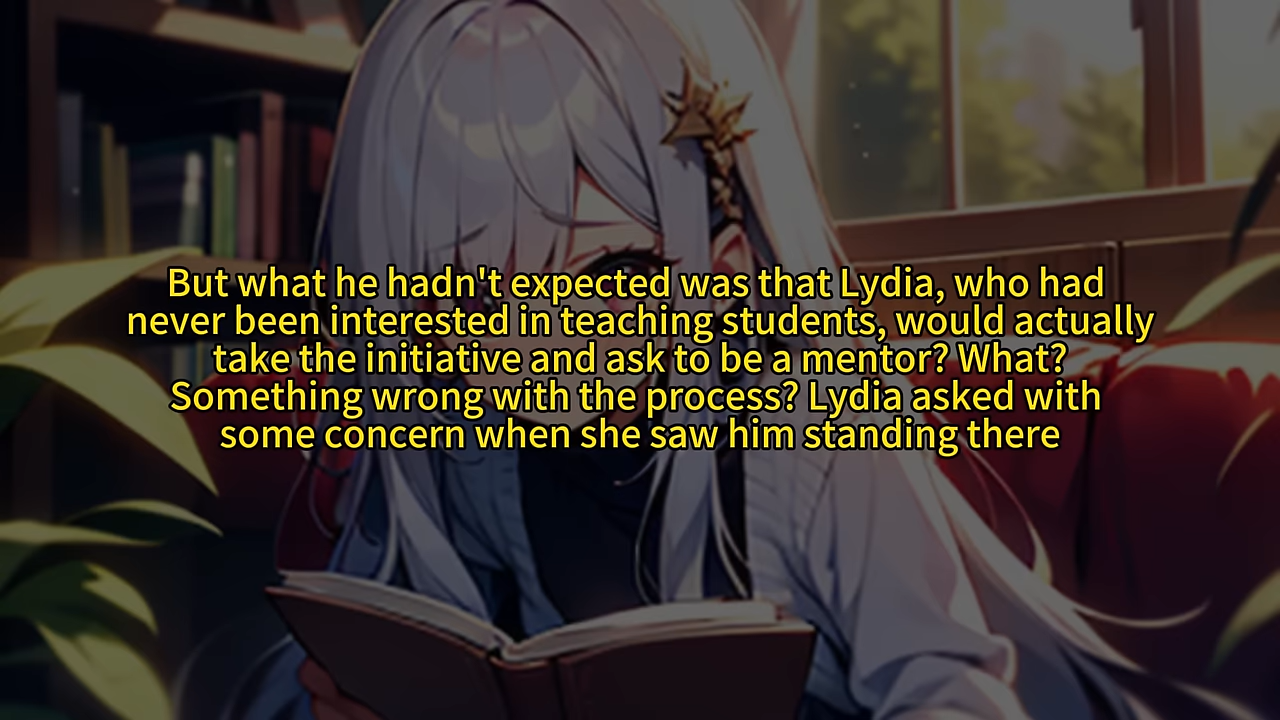 But what he hadn't expected was that Lydia, who had
never been interested in teaching students, would actually
take the initiative and ask to be a mentor? What?
Something wrong with the process? Lydia asked with
some concern when she saw him standing there